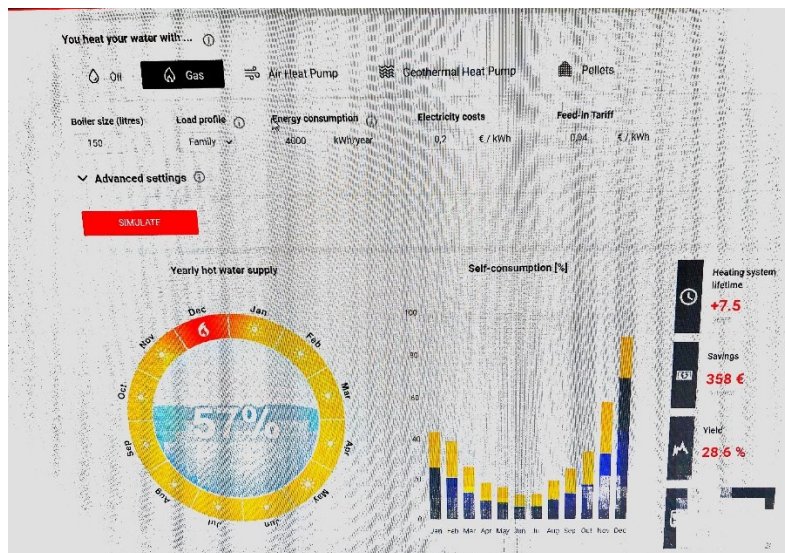 You heat your water with ...
Oil
Gas
Air Heat Pump
Geothermal Heat Pump
Pellets
Boiler size (litres)
Load profile
Energy consumption
Electricity costs
Feed-in Tariff
150
Family
4000
kWh/year
0,2
€ / kWh
0,04
€ / kWh
Advanced settings
SIMULATE
Yearly hot water supply
Self-consumption [%]
Dec
Jan
Feb
Mar
Apr
May
Jun
Jul
Aug
Sep
Oct
Nov
57%
100
80
60
40
0
Jan Feb Mar Apr May Jun Jul Aug Sep Oct Nov Dec
Heating system
lifetime
+7.5
years
Savings
358 €
Yield
28,6 %